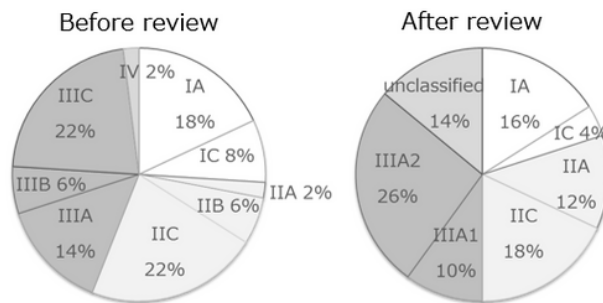 Before review
IV 2%
IA
18%
IC 8%
IIA 2%
IIB 6%
IIC
22%
IIIA
14%
IIIB 6%
IIIC
22%
After review
IA
16%
IC 4%
IIA
12%
IIC
18%
IIIA1
10%
IIIA2
26%
unclassified
14%